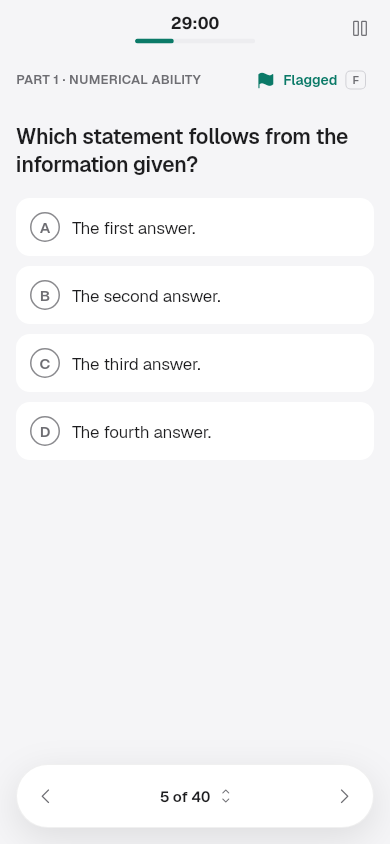 29:00
PART 1 · NUMERICAL ABILITY
Flagged F
Which statement follows from the
information given?
A The first answer.
B The second answer.
C The third answer.
D The fourth answer.
5 of 40